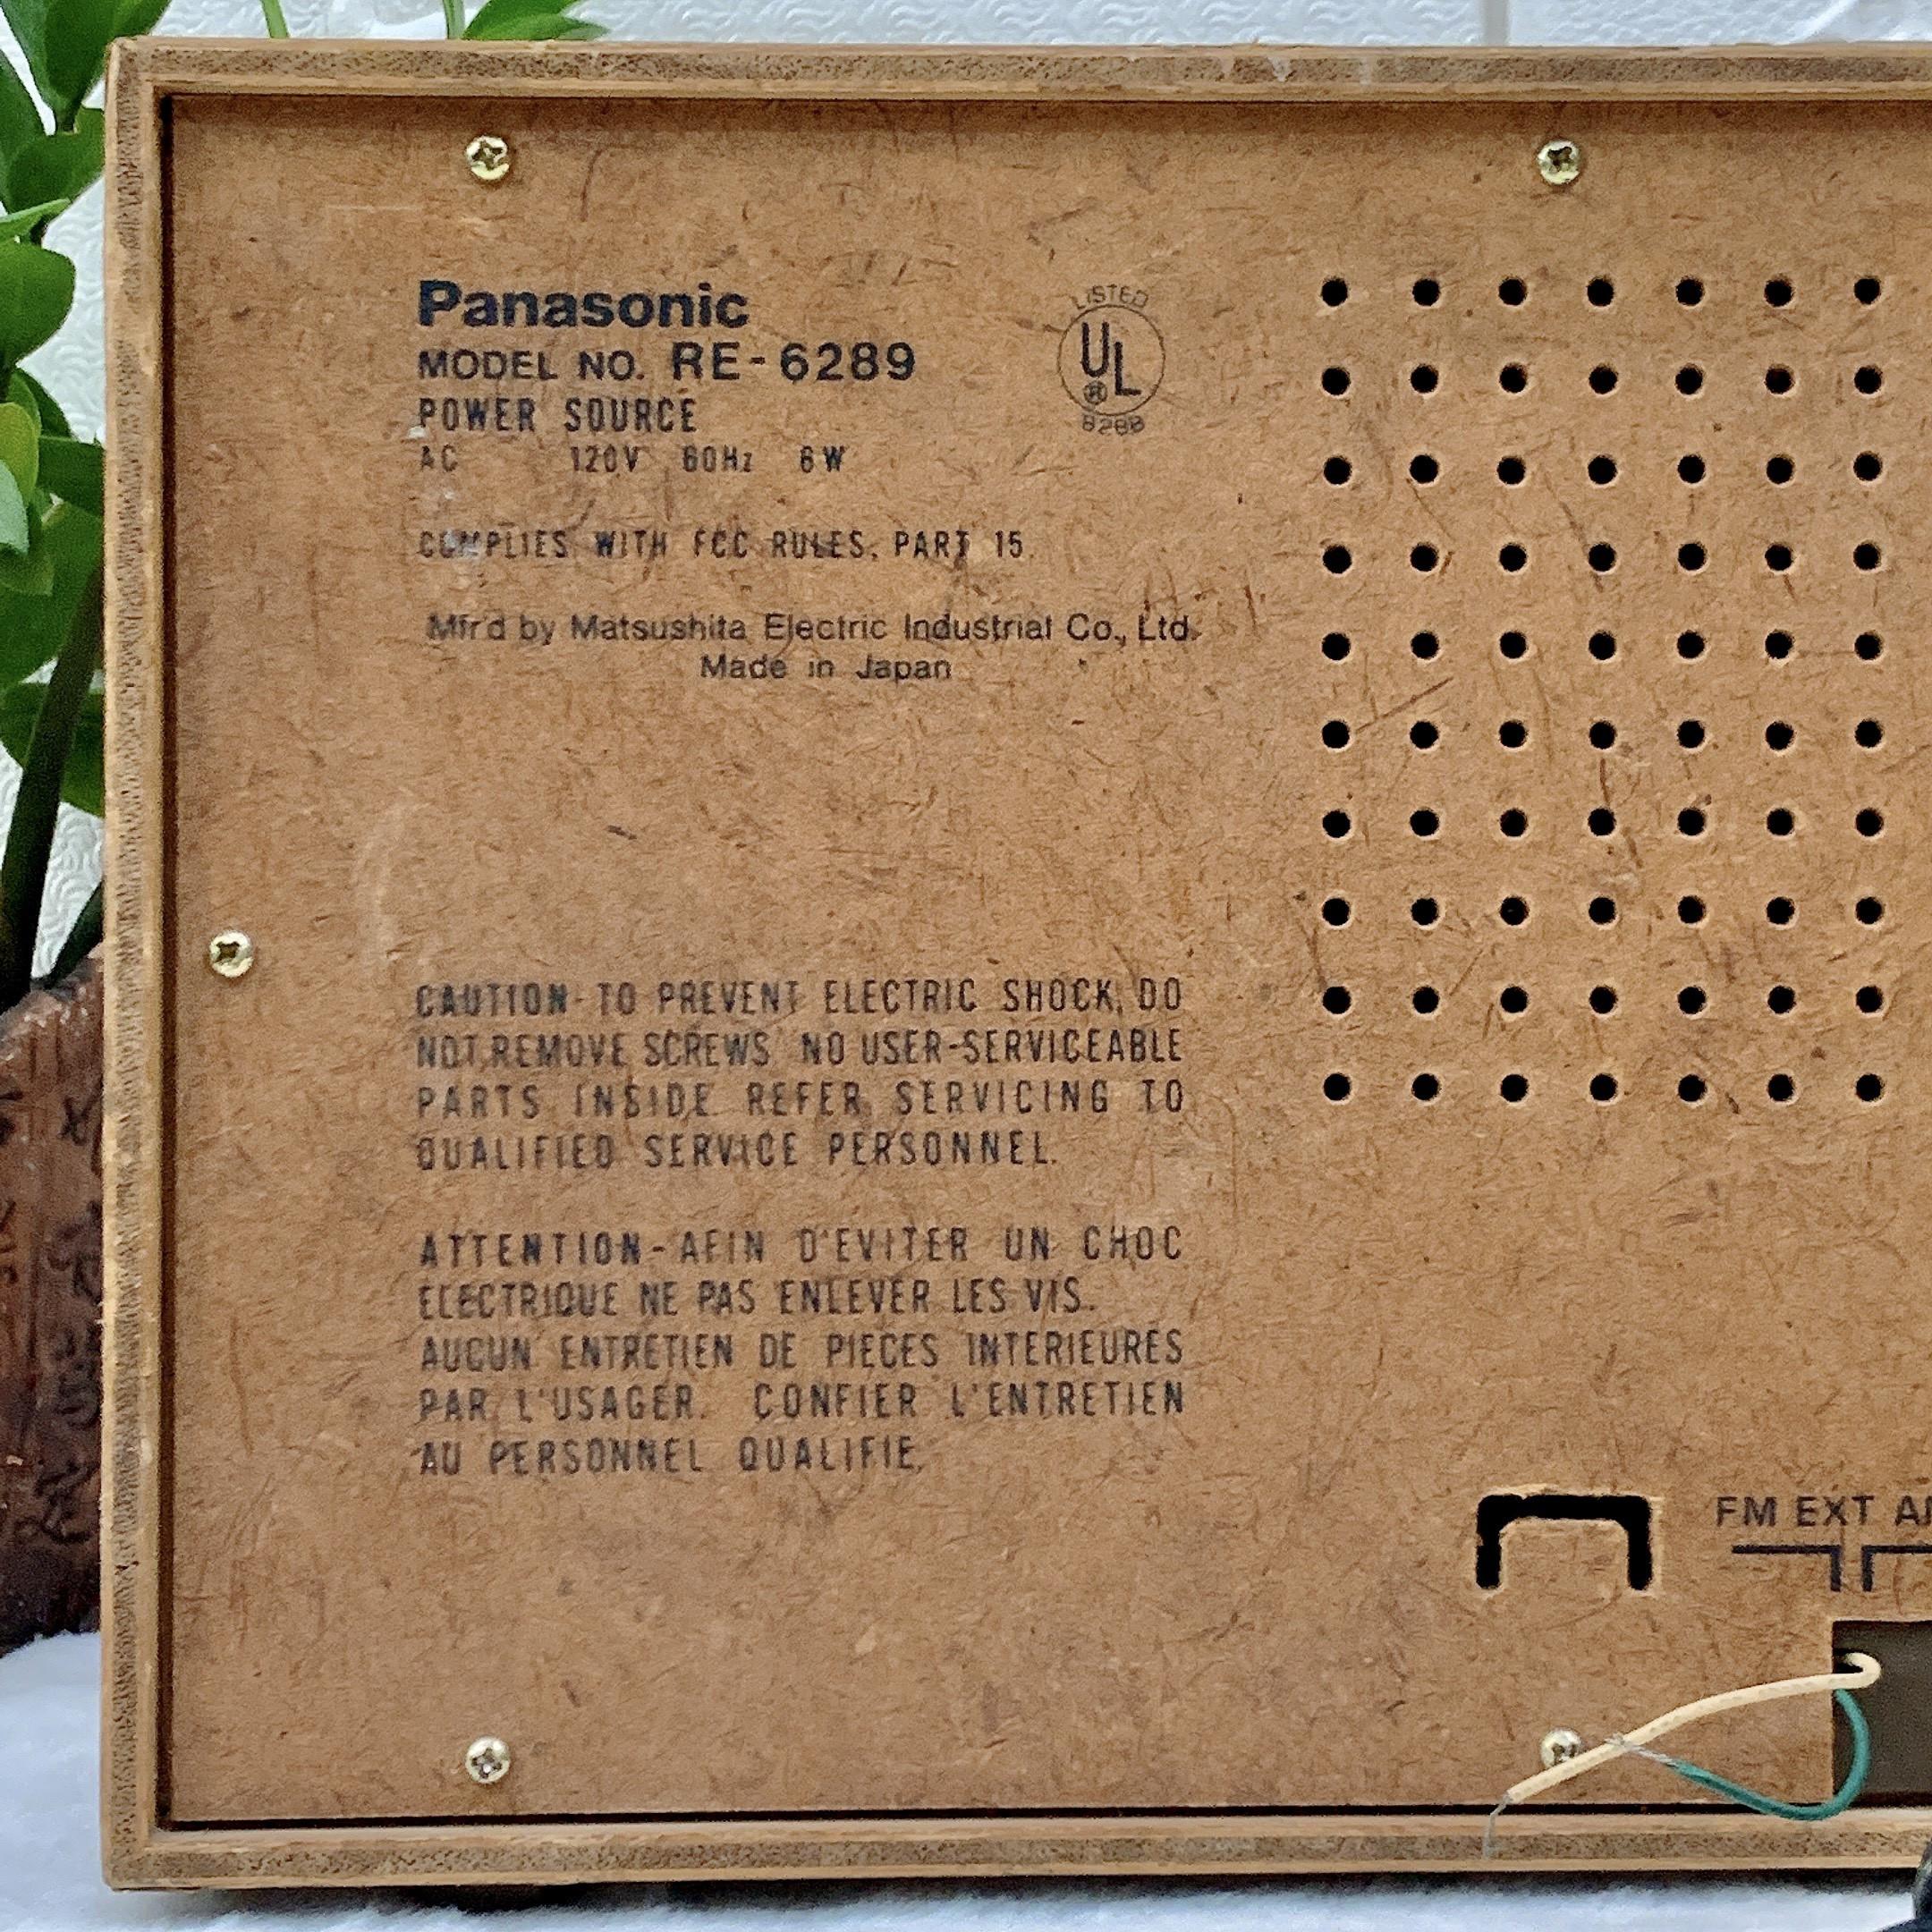 Panasonic
MODEL NO. RE-6289
POWER SOURCE
AC 120V 60Hz 6W
LISTED
UL
®
COMPLIES WITH FCC RULES, PART 15.
Mfr'd by Matsushita Electric Industrial Co., Ltd.
Made in Japan
CAUTION-TO PREVENT ELECTRIC SHOCK, DO
NOT REMOVE SCREWS NO USER-SERVICEABLE
PARTS INSIDE REFER SERVICING TO
QUALIFIED SERVICE PERSONNEL.
ATTENTION-AFIN D'EVITER UN CHOC
ELECTRIQUE NE PAS ENLEVER LES VIS.
AUCUN ENTRETIEN DE PIECES INTERIEURES
PAR L'USAGER. CONFIER L'ENTRETIEN
AU PERSONNEL QUALIFIE.
FM EXT